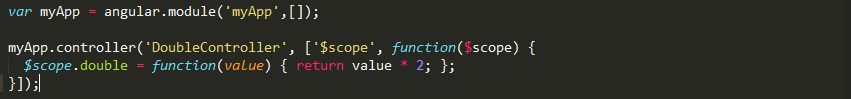 var myApp = angular.module('myApp',[]);
myApp.controller('DoubleController', ['$scope', function($scope) {
  $scope.double = function(value) { return value * 2; };
}]);